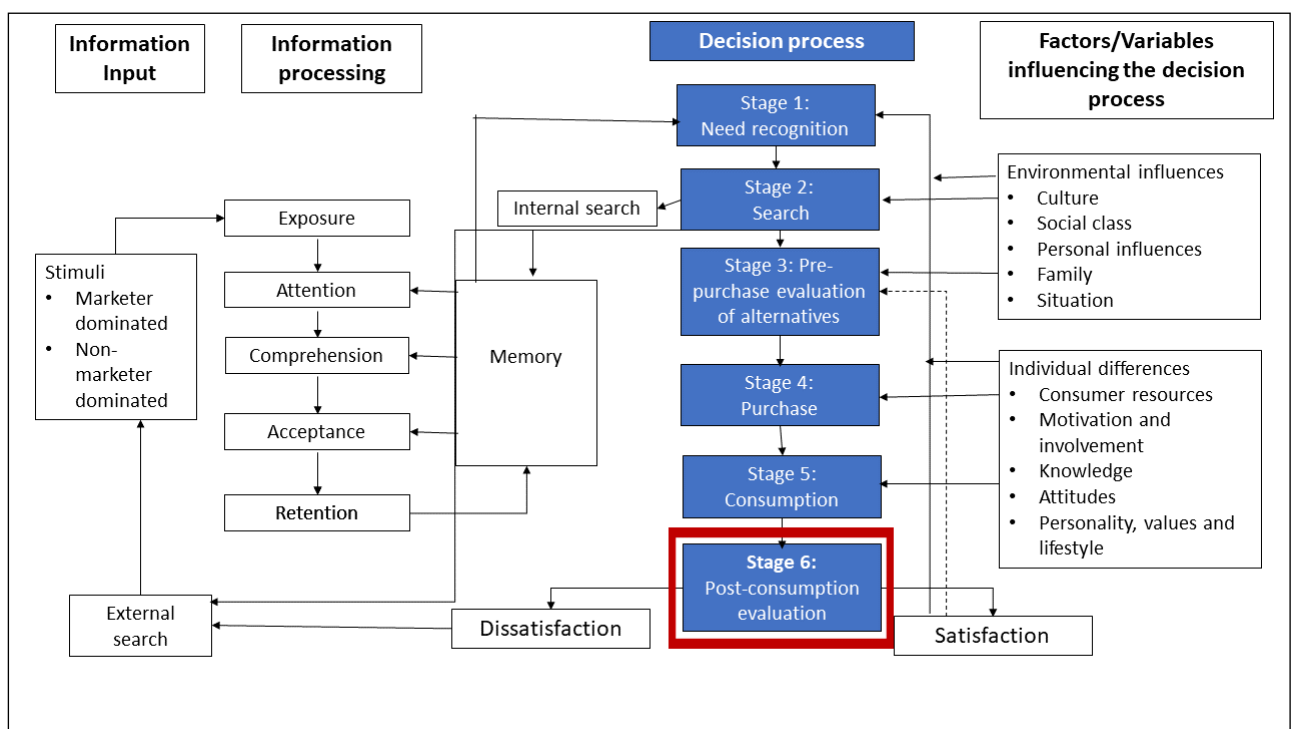 Information
Input
Information
processing
Decision process
Factors/Variables
influencing the decision
process
Stage 1:
Need recognition
Stage 2:
Search
Internal search
Environmental influences
• Culture
• Social class
• Personal influences
• Family
• Situation
Exposure
Stimuli
• Marketer
dominated
• Non-
marketer
dominated
Attention
Comprehension
Acceptance
Retention
Memory
Stage 3: Pre-
purchase evaluation
of alternatives
Stage 4:
Purchase
Individual differences
• Consumer resources
• Motivation and
involvement
• Knowledge
• Attitudes
• Personality, values and
lifestyle
Stage 5:
Consumption
Stage 6:
Post-consumption
evaluation
External
search
Dissatisfaction
Satisfaction